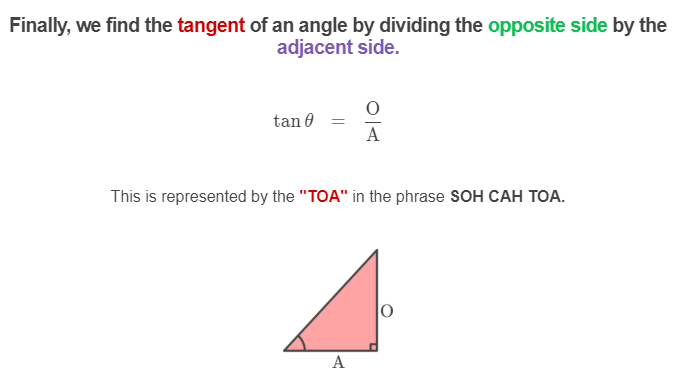 Finally, we find the tangent of an angle by dividing the opposite side by the
adjacent side.
tan θ = O/A
This is represented by the "TOA" in the phrase SOH CAH TOA.
O
A